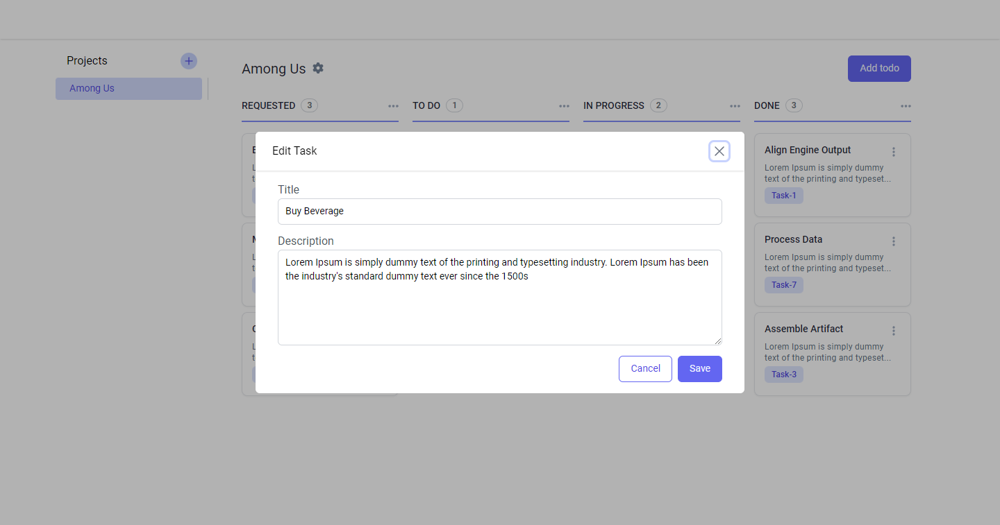 Projects
Among Us
Among Us
Add todo
REQUESTED 3
TO DO 1
IN PROGRESS 2
DONE 3
Edit Task
Title
Buy Beverage
Description
Lorem Ipsum is simply dummy text of the printing and typesetting industry. Lorem Ipsum has been
the industry's standard dummy text ever since the 1500s
Cancel
Save
Align Engine Output
Lorem Ipsum is simply dummy
text of the printing and typeset...
Task-1
Process Data
Lorem Ipsum is simply dummy
text of the printing and typeset...
Task-7
Assemble Artifact
Lorem Ipsum is simply dummy
text of the printing and typeset...
Task-3